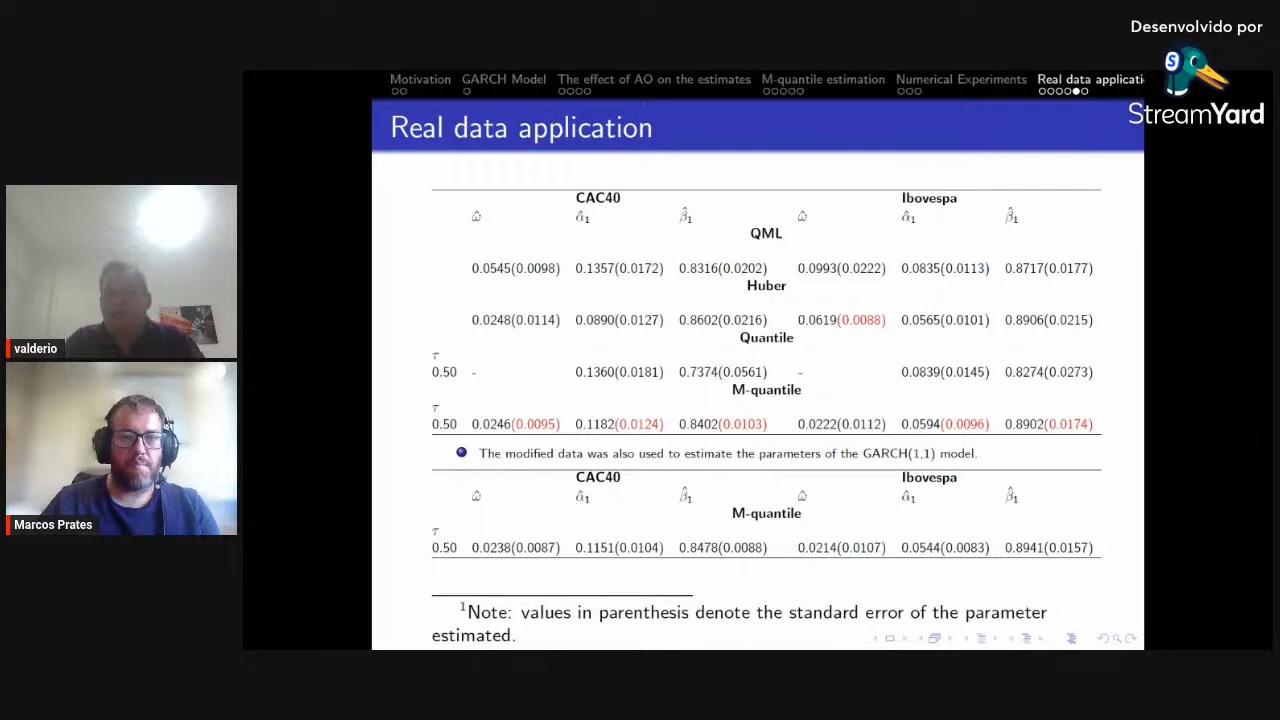 Desenvolvido por
S
StreamYard
Motivation GARCH Model The effect of AO on the estimates M-quantile estimation Numerical Experiments Real data applicati
Real data application
CAC40 Ibovespa
ω̂ α̂₁ β̂₁ ω̂ α̂₁ β̂₁
QML
0.0545(0.0098) 0.1357(0.0172) 0.8316(0.0202) 0.0993(0.0222) 0.0835(0.0113) 0.8717(0.0177)
Huber
0.0248(0.0114) 0.0890(0.0127) 0.8602(0.0216) 0.0619(0.0088) 0.0565(0.0101) 0.8906(0.0215)
Quantile
τ
0.50 - 0.1360(0.0181) 0.7374(0.0561) - 0.0839(0.0145) 0.8274(0.0273)
M-quantile
τ
0.50 0.0246(0.0095) 0.1182(0.0124) 0.8402(0.0103) 0.0222(0.0112) 0.0594(0.0096) 0.8902(0.0174)
The modified data was also used to estimate the parameters of the GARCH(1,1) model.
CAC40 Ibovespa
ω̂ α̂₁ β̂₁ ω̂ α̂₁ β̂₁
M-quantile
τ
0.50 0.0238(0.0087) 0.1151(0.0104) 0.8478(0.0088) 0.0214(0.0107) 0.0544(0.0083) 0.8941(0.0157)
¹Note: values in parenthesis denote the standard error of the parameter
estimated.
valderio
Marcos Prates